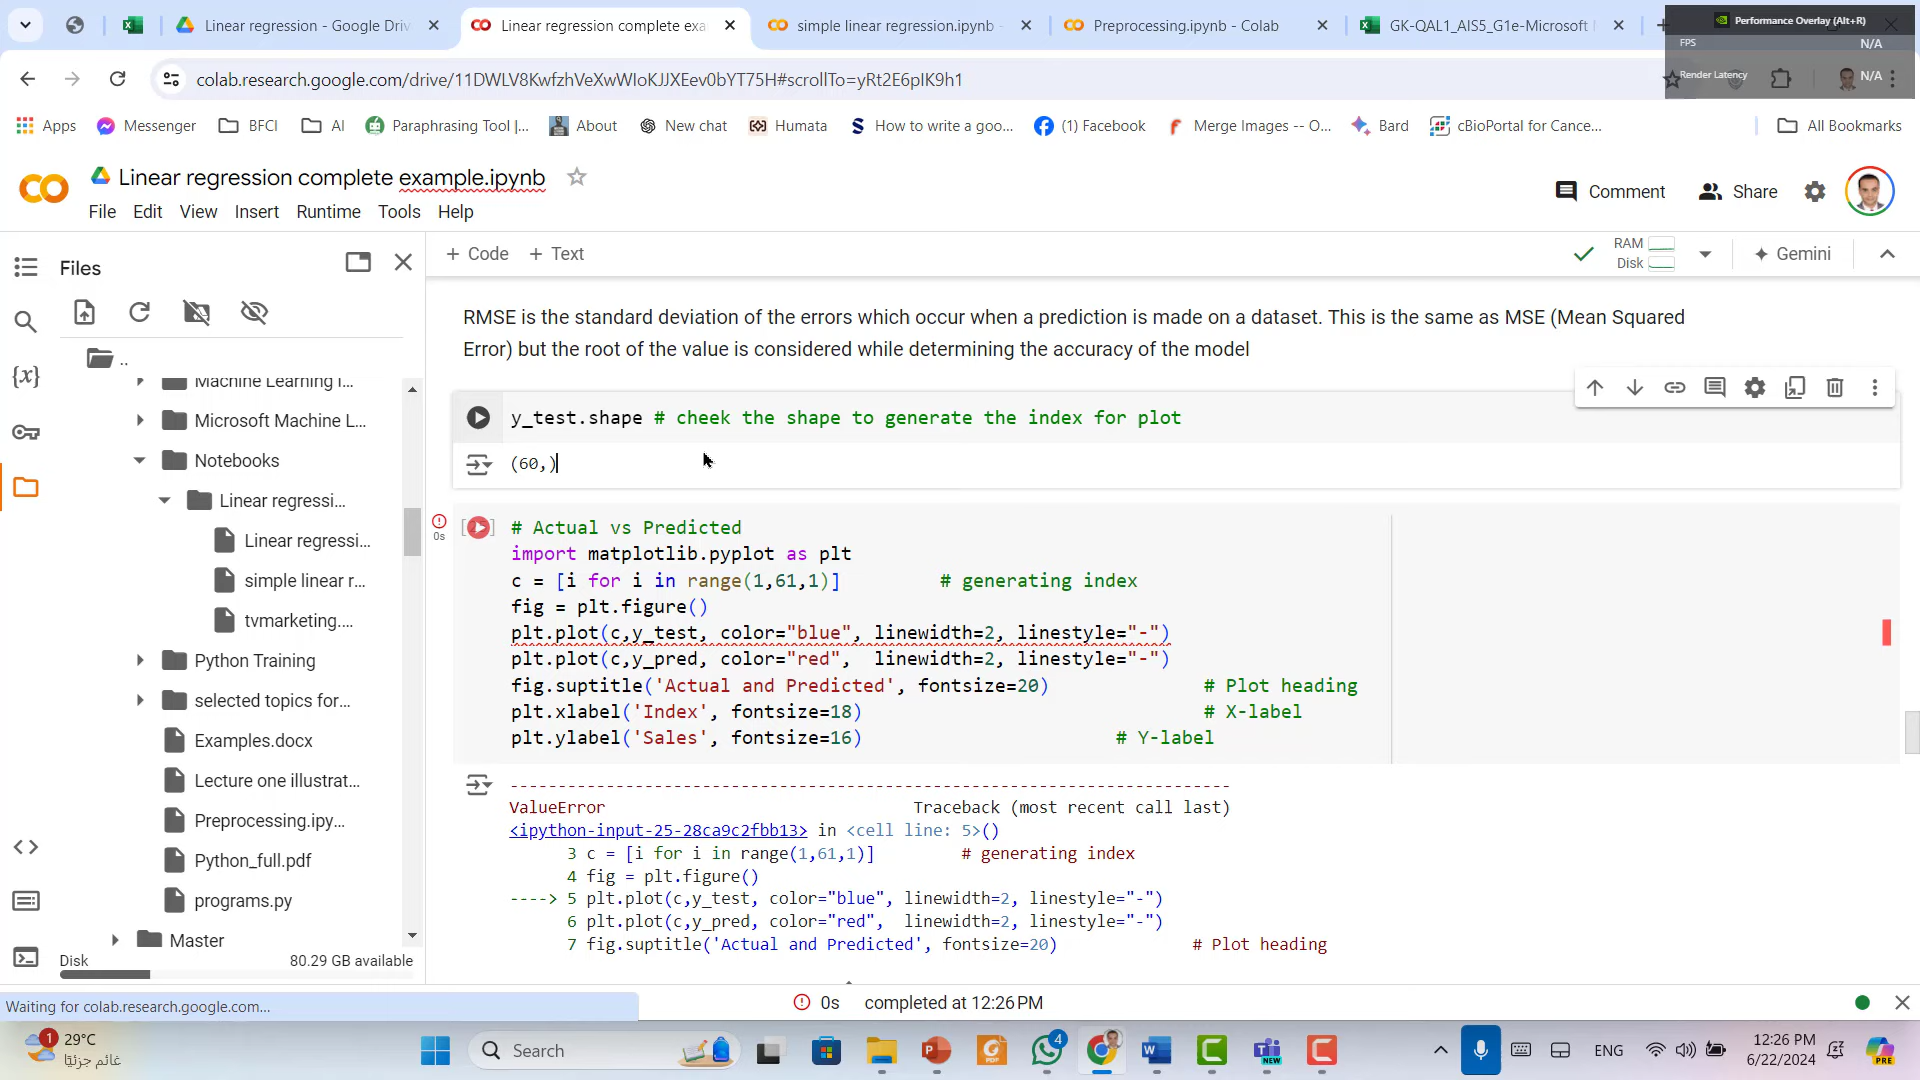 Linear regression - Google Driv
Linear regression complete exa
simple linear regression.ipynb -
Preprocessing.ipynb - Colab
GK-QAL1_AIS5_G1e-Microsoft
Performance Overlay (Alt+R)
FPS N/A
Render Latency N/A
colab.research.google.com/drive/11DWLV8KwfzhVeXwWIoKJJXEev0bYT75H#scrollTo=yRt2E6pIK9h1
Apps Messenger BFCI AI Paraphrasing Tool |... About New chat Humata How to write a goo... (1) Facebook Merge Images -- O... Bard cBioPortal for Cance... All Bookmarks
Linear regression complete example.ipynb
Comment Share
File Edit View Insert Runtime Tools Help
Files
+ Code + Text
RAM
Disk
Gemini
..
Machine Learning I...
Microsoft Machine L...
Notebooks
Linear regressi...
Linear regressi...
simple linear r...
tvmarketing....
Python Training
selected topics for...
Examples.docx
Lecture one illustrat...
Preprocessing.ipy...
Python_full.pdf
programs.py
Master
Disk 80.29 GB available
RMSE is the standard deviation of the errors which occur when a prediction is made on a dataset. This is the same as MSE (Mean Squared
Error) but the root of the value is considered while determining the accuracy of the model
y_test.shape # cheek the shape to generate the index for plot
(60,)
0s
# Actual vs Predicted
import matplotlib.pyplot as plt
c = [i for i in range(1,61,1)] # generating index
fig = plt.figure()
plt.plot(c,y_test, color="blue", linewidth=2, linestyle="-")
plt.plot(c,y_pred, color="red", linewidth=2, linestyle="-")
fig.suptitle('Actual and Predicted', fontsize=20) # Plot heading
plt.xlabel('Index', fontsize=18) # X-label
plt.ylabel('Sales', fontsize=16) # Y-label
---------------------------------------------------------------------------
ValueError Traceback (most recent call last)
<ipython-input-25-28ca9c2fbb13> in <cell line: 5>()
3 c = [i for i in range(1,61,1)] # generating index
4 fig = plt.figure()
----> 5 plt.plot(c,y_test, color="blue", linewidth=2, linestyle="-")
6 plt.plot(c,y_pred, color="red", linewidth=2, linestyle="-")
7 fig.suptitle('Actual and Predicted', fontsize=20) # Plot heading
Waiting for colab.research.google.com...
0s completed at 12:26 PM
1
29°C
غائم جزئيًا
Search
4
NEW
ENG
12:26 PM
6/22/2024
PRE